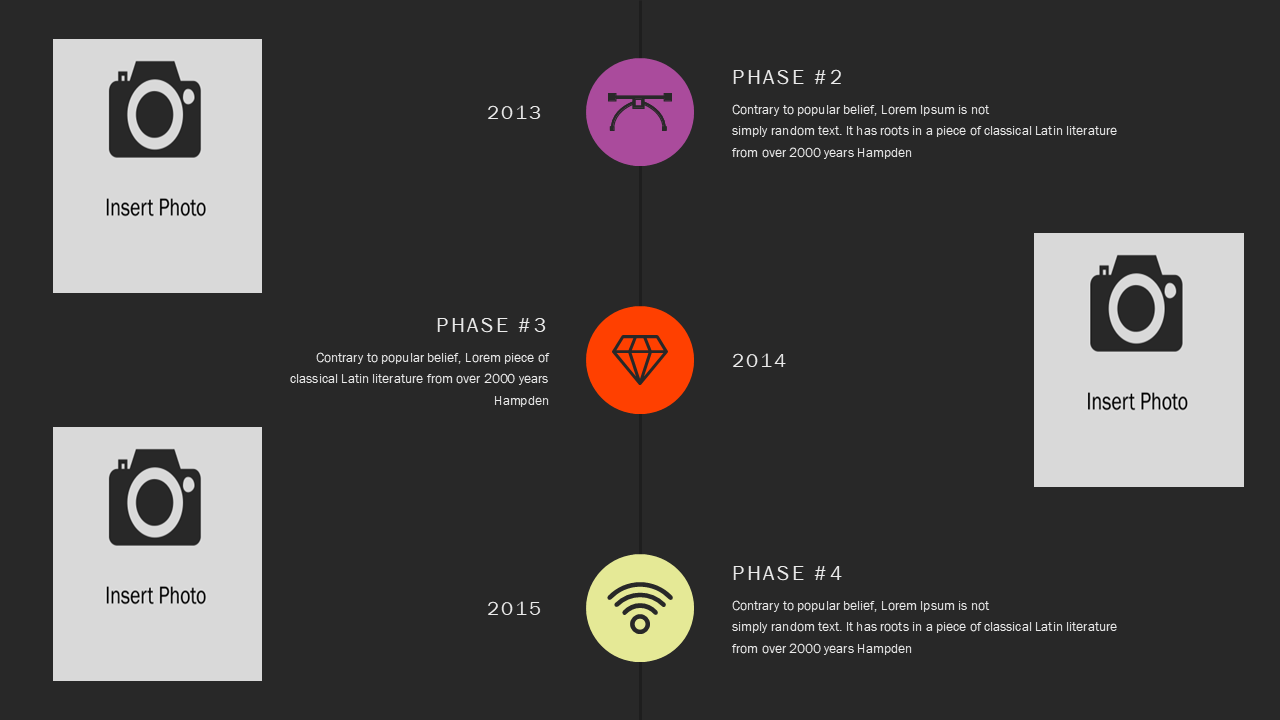 Insert Photo
2013
PHASE #2
Contrary to popular belief, Lorem Ipsum is not
simply random text. It has roots in a piece of classical Latin literature
from over 2000 years Hampden
PHASE #3
Contrary to popular belief, Lorem piece of
classical Latin literature from over 2000 years
Hampden
2014
Insert Photo
Insert Photo
2015
PHASE #4
Contrary to popular belief, Lorem Ipsum is not
simply random text. It has roots in a piece of classical Latin literature
from over 2000 years Hampden